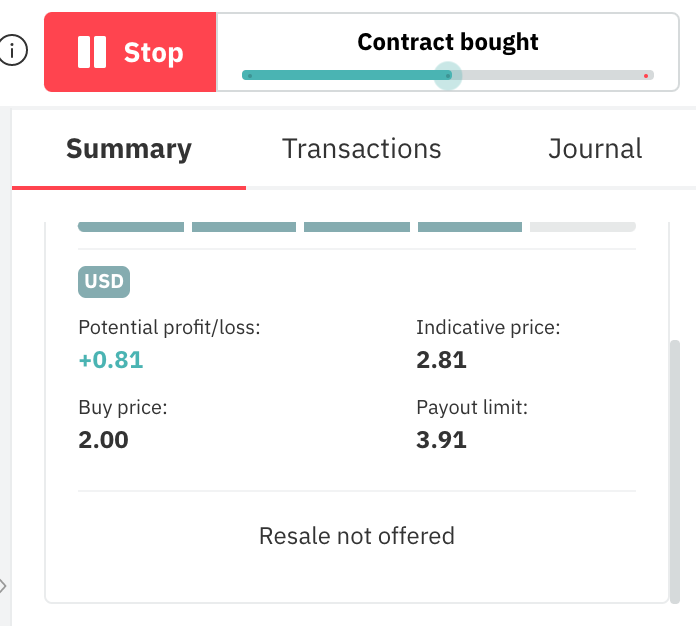 Stop
Contract bought
Summary Transactions Journal
USD
Potential profit/loss: Indicative price:
+0.81 2.81
Buy price: Payout limit:
2.00 3.91
Resale not offered